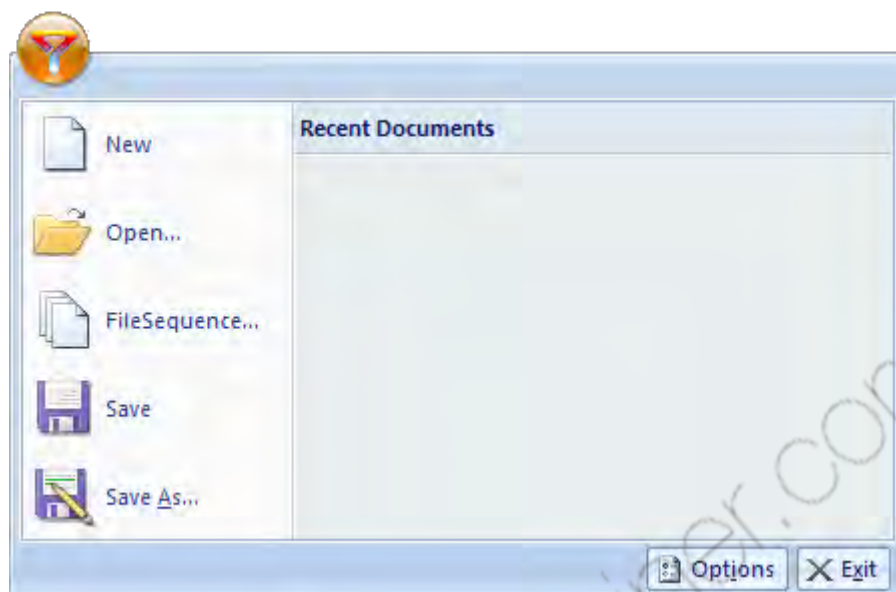 New
Recent Documents
Open...
FileSequence...
Save
Save As...
Options
Exit